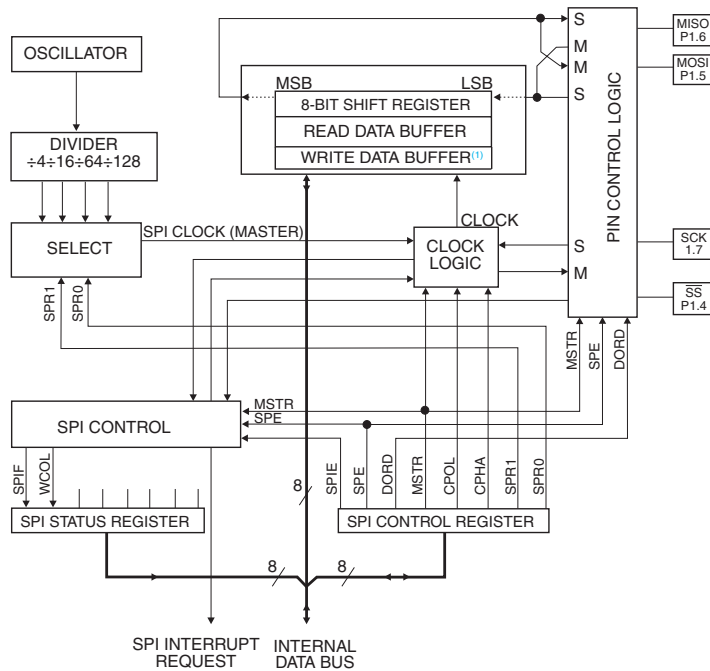 OSCILLATOR
DIVIDER
÷4÷16÷64÷128
SELECT
SPI CLOCK (MASTER)
SPR1
SPR0
MSB
LSB
8-BIT SHIFT REGISTER
READ DATA BUFFER
WRITE DATA BUFFER(1)
CLOCK
CLOCK
LOGIC
S
M
M
S
S
M
PIN CONTROL LOGIC
MISO
P1.6
MOSI
P1.5
SCK
1.7
SS
P1.4
MSTR
SPE
DORD
SPI CONTROL
MSTR
SPE
SPIF
WCOL
SPI STATUS REGISTER
8
SPIE
SPE
DORD
MSTR
CPOL
CPHA
SPR1
SPR0
SPI CONTROL REGISTER
8
8
SPI INTERRUPT
REQUEST
INTERNAL
DATA BUS